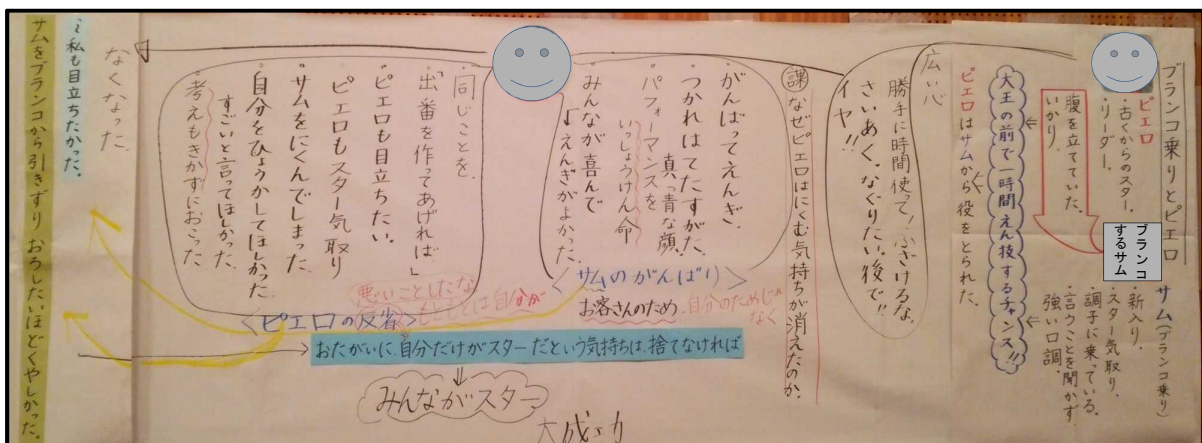 ブランコ乗りとピエロ
ピエロ
・古くからのスター。
・リーダー。
腹を立てていた
いかり。
ブランコ
するサム
サム(ブランコ乗り)
・新入り。
・スター気取り
・調子に乗っている。
・言うことを聞かず、
強い口調。
大王の前で一時間えん技するチャンス!!
ピエロはサムから役をとられた。
広い心
勝手に時間使って!ふざけるな。
さいあく。なぐりたい。後で!!
イヤ!!
課なぜピエロはにくむ気持ちが消えたのか。
がんばってえんぎ。
つかれはてたすがた。
真っ青な顔。
パフォーマンスを
いっしょうけん命
みんなが喜んで
↓えんぎがよかった。
<サムのがんばり>
お客さんのため。自分のためじゃ
なく
同じことを。
・「出番を作ってあげれば」
・ピエロも目立ちたい。
ピエロもスター気取り
サムをにくんでしまった。
自分をひょうかしてほしかった
すごいと言ってほしかった。
・考えもきかずにおこった
悪いことしたな
もとしとは自分が
<ピエロの反省>
おたがいに、自分だけがスターだという気持ちは、捨てなければ
みんながスター
大成エカ
なくなった。
私も目立ちたかった。
サムをブランコから引きずりおろしたいほどくやしかった。